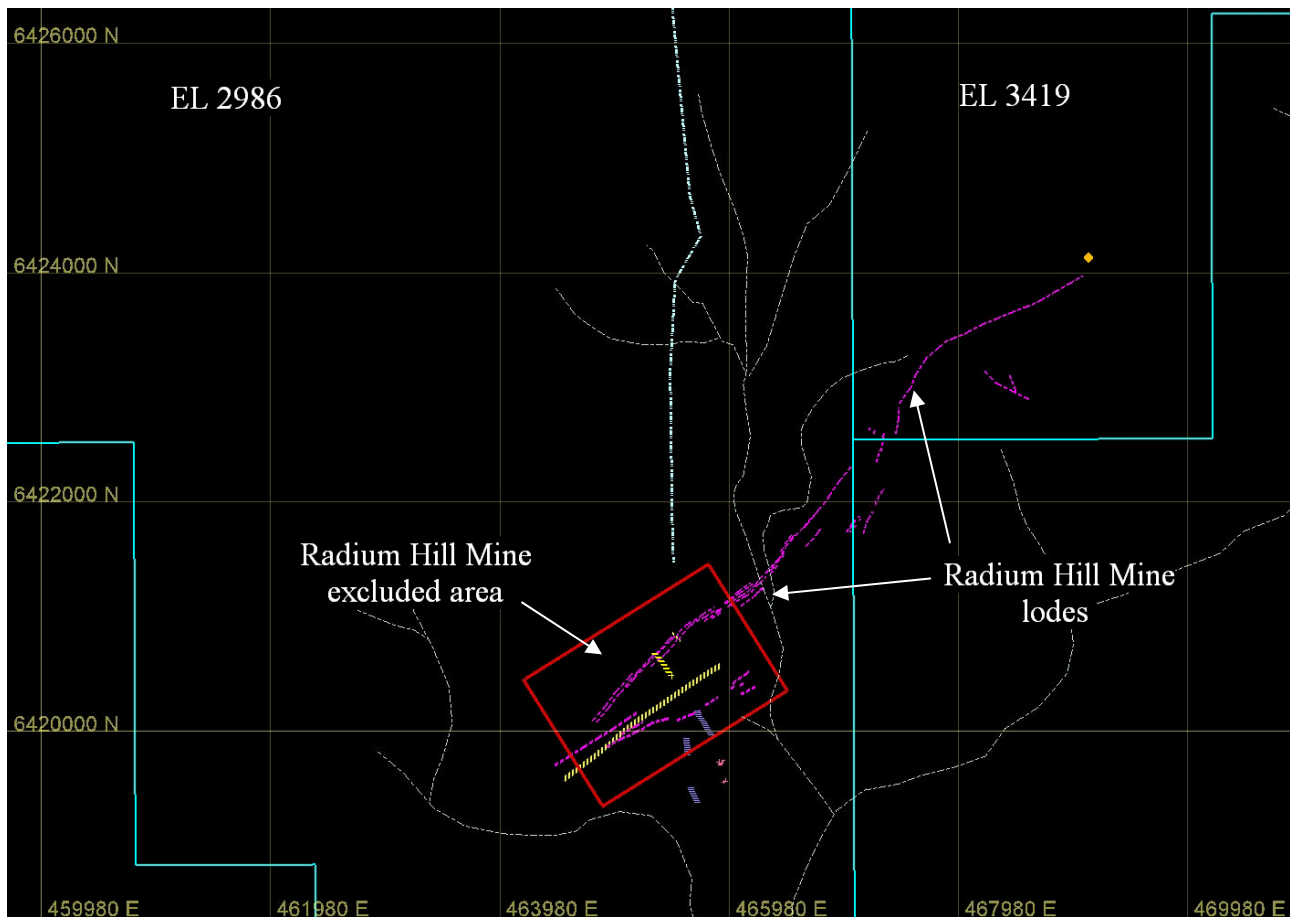 6426000 N
EL 2986
EL 3419
6424000 N
6422000 N
Radium Hill Mine
excluded area
Radium Hill Mine
lodes
6420000 N
459980 E
461980 E
463980 E
465980 E
467980 E
469980 E